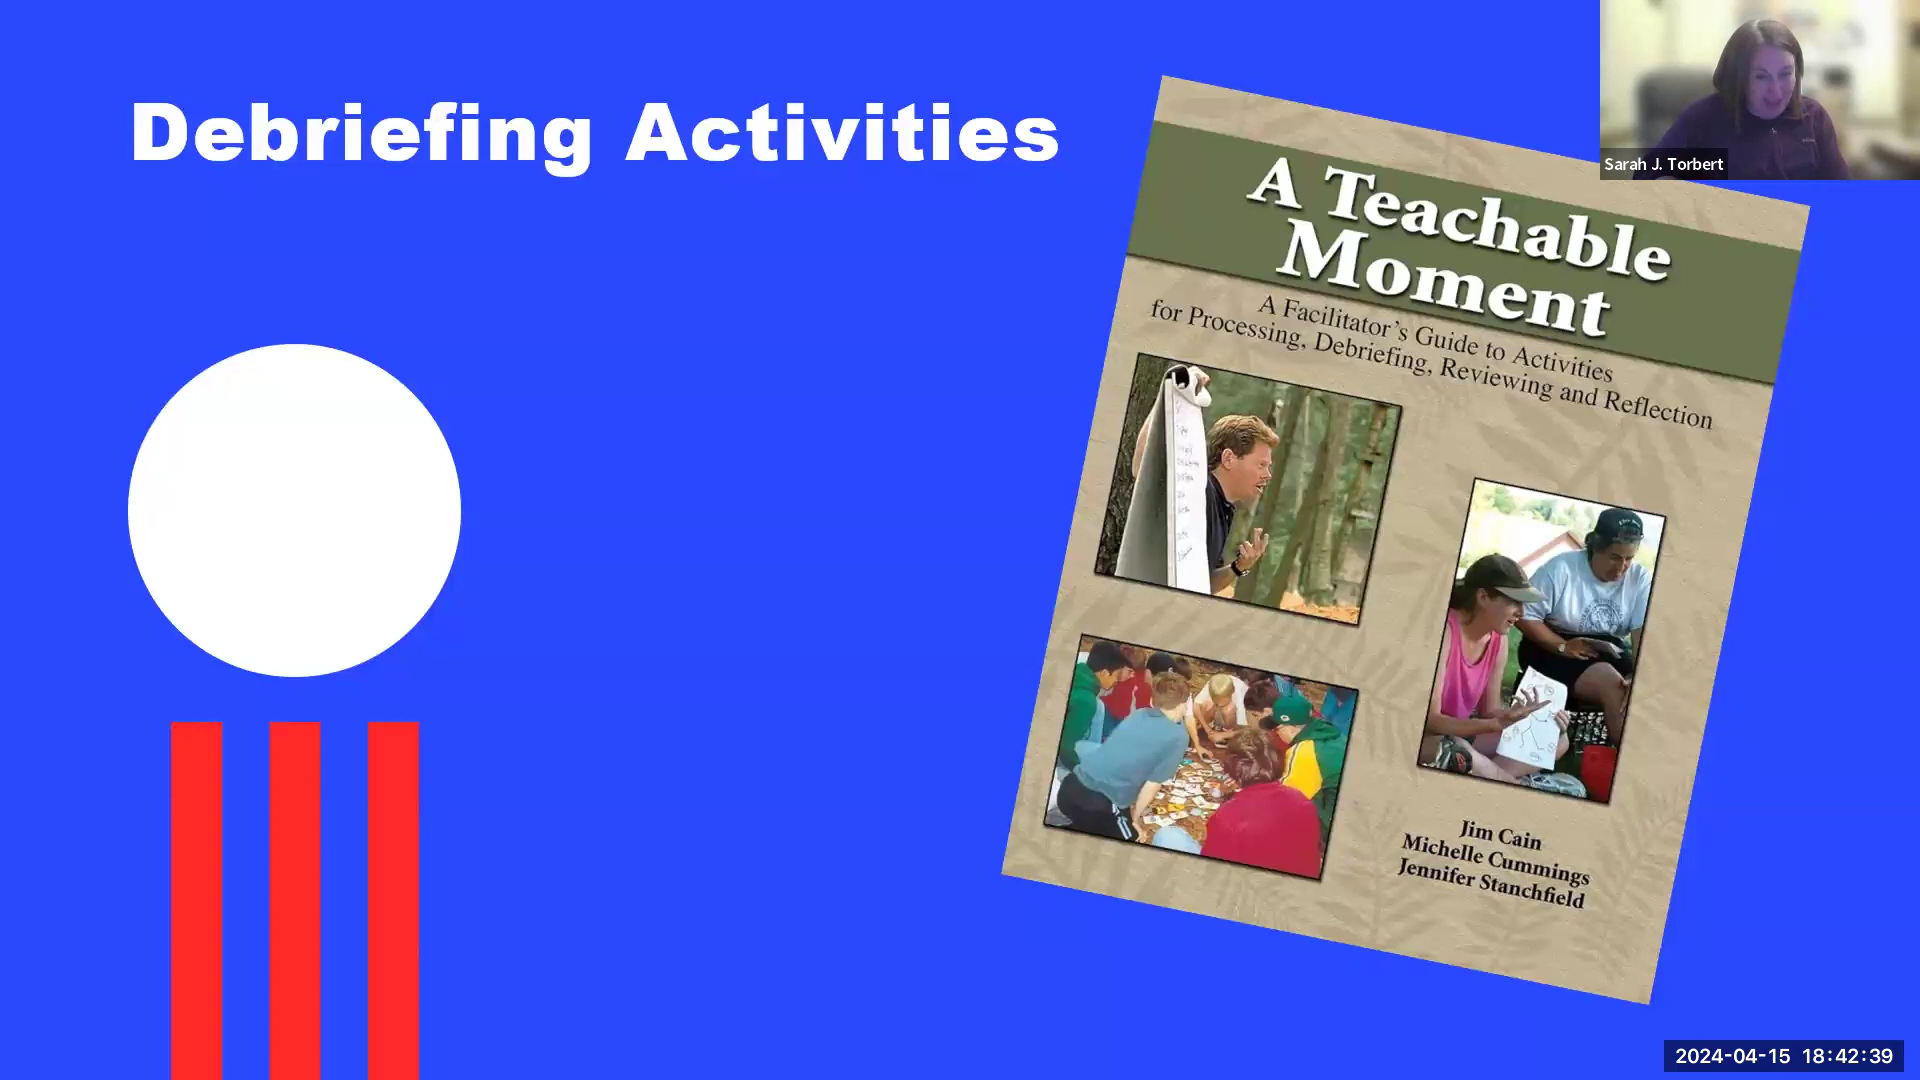 Debriefing Activities
A Teachable
Moment
A Facilitator's Guide to Activities
for Processing, Debriefing, Reviewing and Reflection
Jim Cain
Michelle Cummings
Jennifer Stanchfield
Sarah J. Torbert
2024-04-15 18:42:39